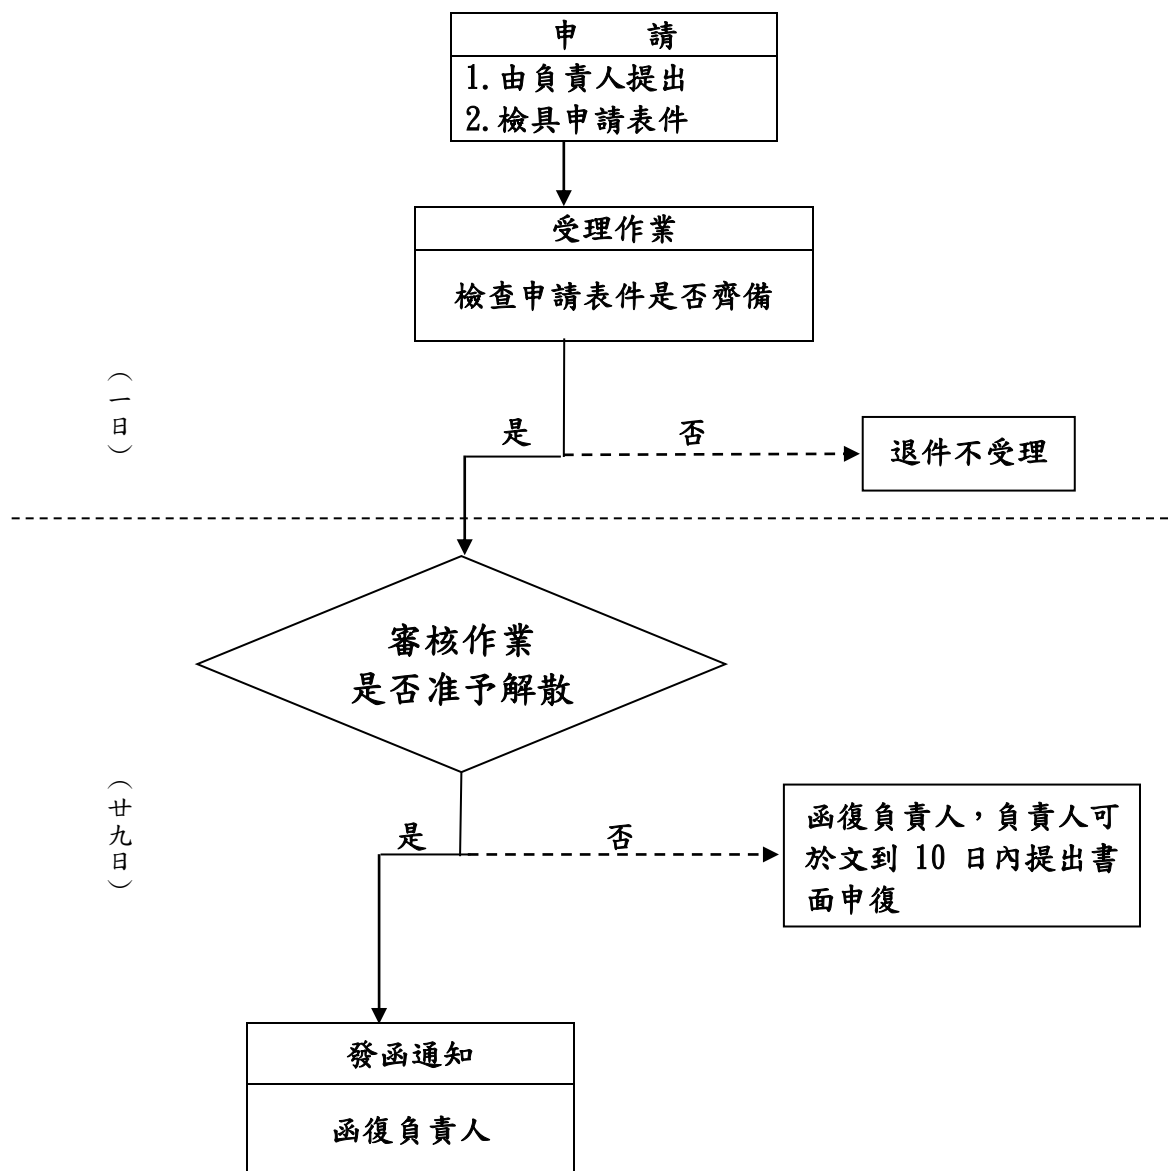 申　　請
1.由負責人提出
2.檢具申請表件
受理作業
檢查申請表件是否齊備
（一日）
是
否
退件不受理
審核作業
是否准予解散
（廿九日）
是
否
函復負責人，負責人可
於文到 10 日內提出書
面申復
發函通知
函復負責人